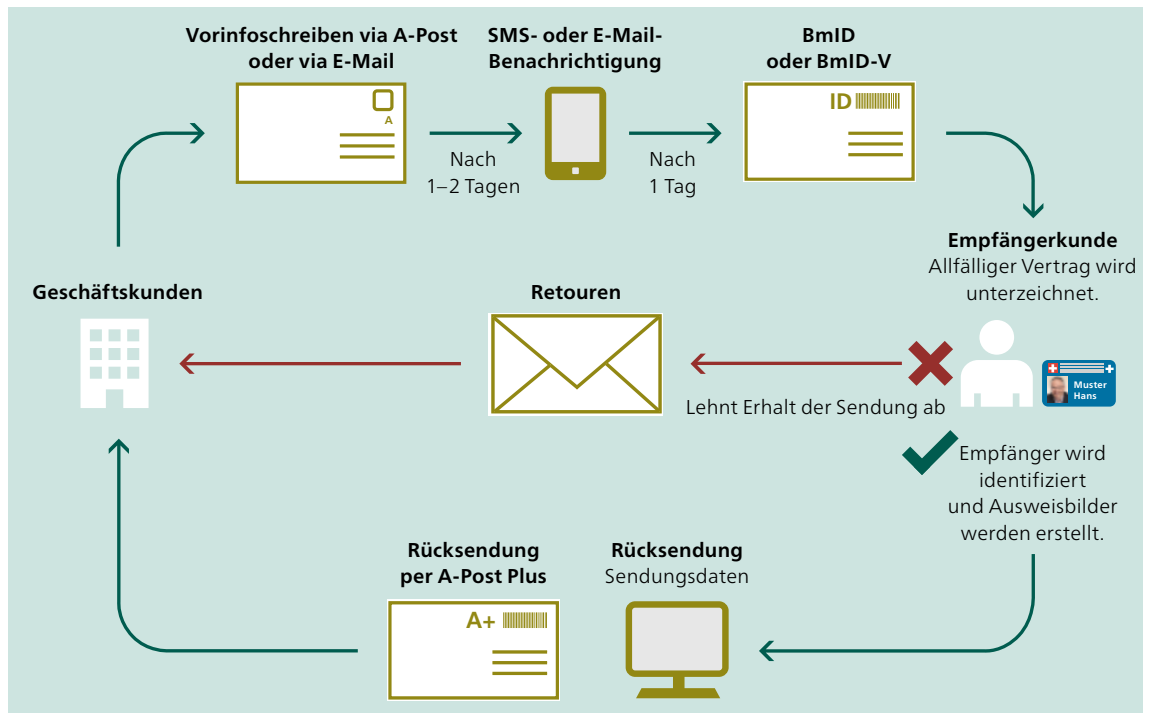 Vorinfoschreiben via A-Post
oder via E-Mail
A
SMS- oder E-Mail-
Benachrichtigung
BmID
oder BmID-V
ID
Nach
1–2 Tagen
Nach
1 Tag
Empfängerkunde
Allfälliger Vertrag wird
unterzeichnet.
Geschäftskunden
Retouren
Muster
Hans
Lehnt Erhalt der Sendung ab
Empfänger wird
identifiziert
und Ausweisbilder
werden erstellt.
Rücksendung
per A-Post Plus
A+
Rücksendung
Sendungsdaten